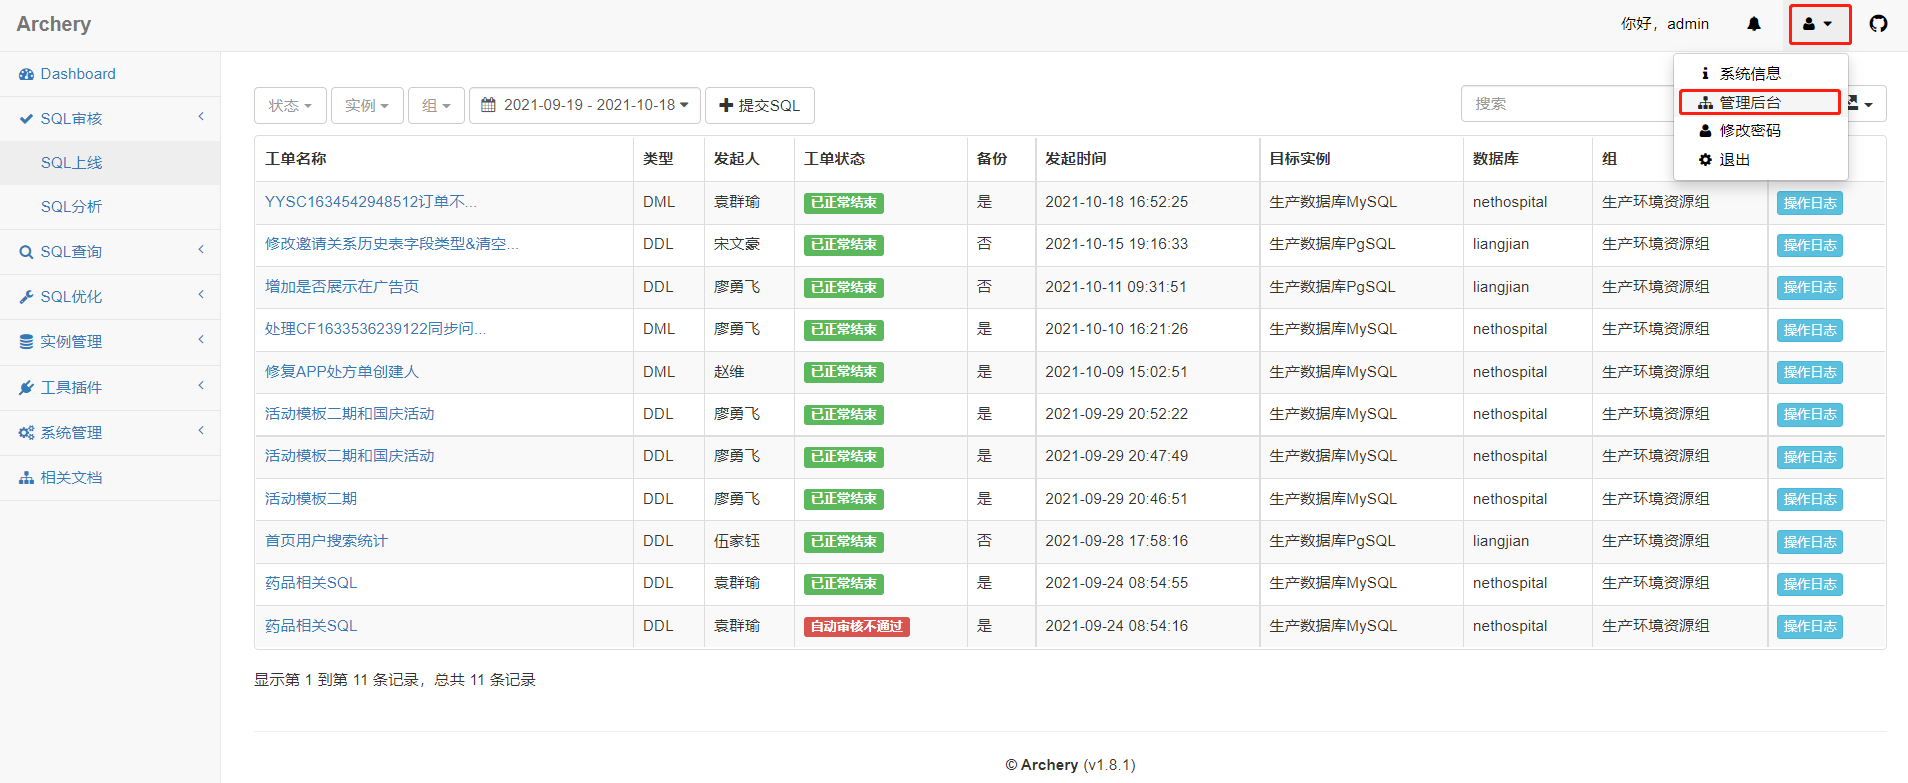 Archery
你好，admin
系统信息
管理后台
修改密码
退出
Dashboard
SQL审核
SQL上线
SQL分析
SQL查询
SQL优化
实例管理
工具插件
系统管理
相关文档
状态 实例 组 2021-09-19 - 2021-10-18 提交SQL 搜索
工单名称 类型 发起人 工单状态 备份 发起时间 目标实例 数据库 组
YYSC1634542948512订单不... DML 袁群瑜 已正常结束 是 2021-10-18 16:52:25 生产数据库MySQL nethospital 生产环境资源组 操作日志
修改邀请关系历史表字段类型&清空... DDL 宋文豪 已正常结束 否 2021-10-15 19:16:33 生产数据库PgSQL liangjian 生产环境资源组 操作日志
增加是否展示在广告页 DDL 廖勇飞 已正常结束 否 2021-10-11 09:31:51 生产数据库PgSQL liangjian 生产环境资源组 操作日志
处理CF1633536239122同步问... DML 廖勇飞 已正常结束 是 2021-10-10 16:21:26 生产数据库MySQL nethospital 生产环境资源组 操作日志
修复APP处方单创建人 DML 赵维 已正常结束 是 2021-10-09 15:02:51 生产数据库MySQL nethospital 生产环境资源组 操作日志
活动模板二期和国庆活动 DDL 廖勇飞 已正常结束 是 2021-09-29 20:52:22 生产数据库MySQL nethospital 生产环境资源组 操作日志
活动模板二期和国庆活动 DDL 廖勇飞 已正常结束 是 2021-09-29 20:47:49 生产数据库MySQL nethospital 生产环境资源组 操作日志
活动模板二期 DDL 廖勇飞 已正常结束 是 2021-09-29 20:46:51 生产数据库MySQL nethospital 生产环境资源组 操作日志
首页用户搜索统计 DDL 伍家钰 已正常结束 否 2021-09-28 17:58:16 生产数据库PgSQL liangjian 生产环境资源组 操作日志
药品相关SQL DDL 袁群瑜 已正常结束 是 2021-09-24 08:54:55 生产数据库MySQL nethospital 生产环境资源组 操作日志
药品相关SQL DDL 袁群瑜 自动审核不通过 是 2021-09-24 08:54:16 生产数据库MySQL nethospital 生产环境资源组 操作日志
显示第 1 到第 11 条记录，总共 11 条记录
© Archery (v1.8.1)